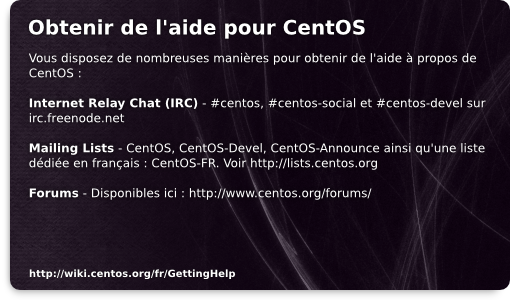 Obtenir de l'aide pour CentOS
Vous disposez de nombreuses manières pour obtenir de l'aide à propos de
CentOS :
Internet Relay Chat (IRC) - #centos, #centos-social et #centos-devel sur
irc.freenode.net
Mailing Lists - CentOS, CentOS-Devel, CentOS-Announce ainsi qu'une liste
dédiée en français : CentOS-FR. Voir http://lists.centos.org
Forums - Disponibles ici : http://www.centos.org/forums/
http://wiki.centos.org/fr/GettingHelp